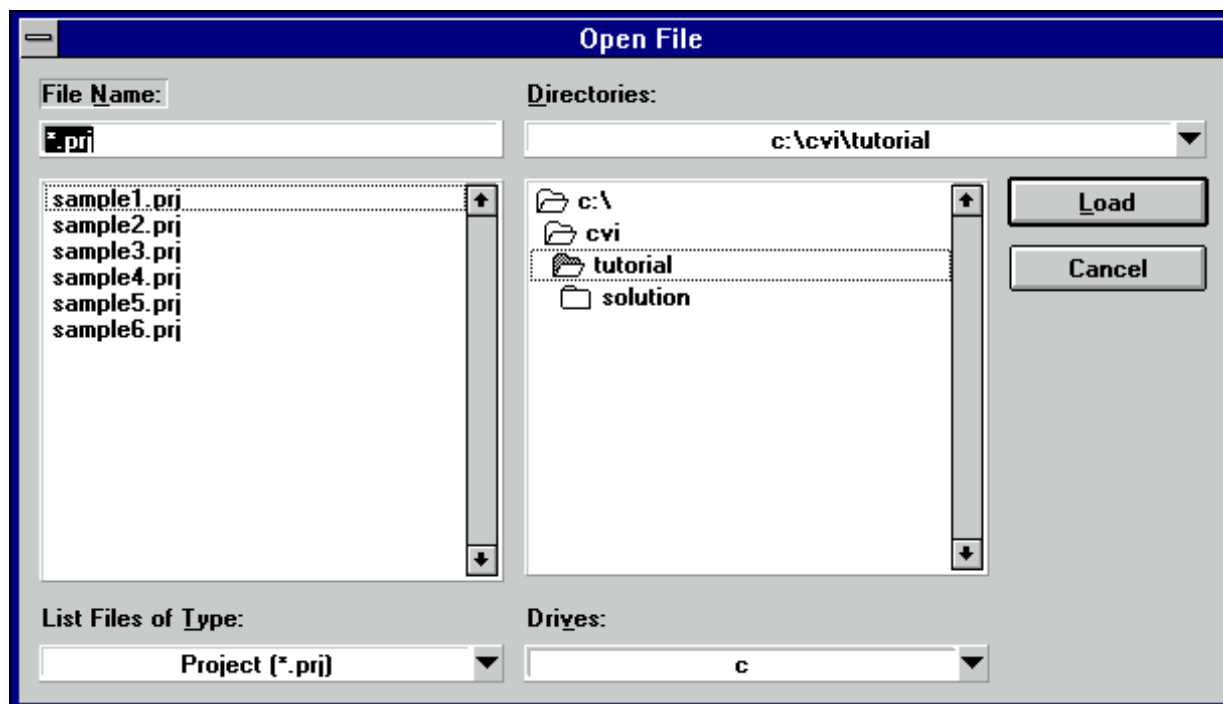 Open File
File Name:
*.prj
sample1.prj
sample2.prj
sample3.prj
sample4.prj
sample5.prj
sample6.prj
List Files of Type:
Project (*.prj)
Directories:
c:\cvi\tutorial
c:\
cvi
tutorial
solution
Drives:
c
Load
Cancel